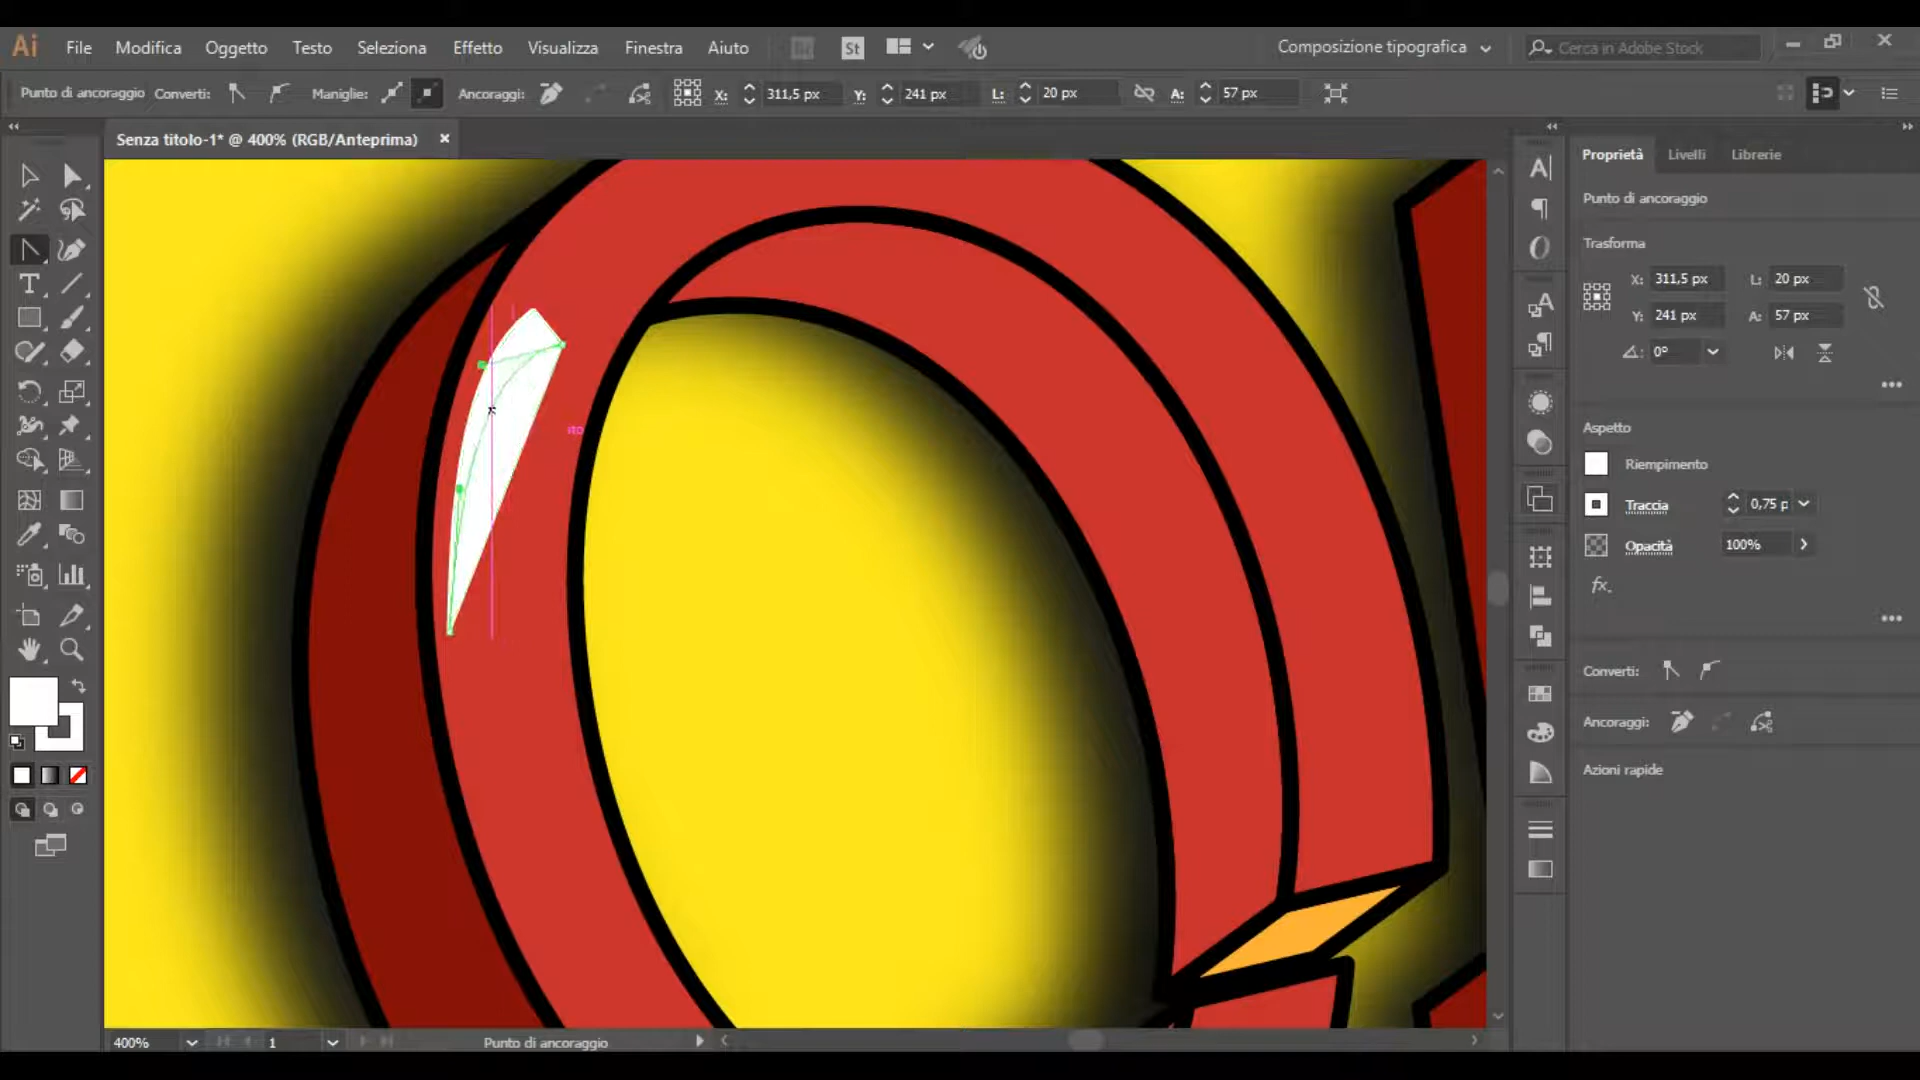 Ai File Modifica Oggetto Testo Seleziona Effetto Visualizza Finestra Aiuto Br St Composizione tipografica Cerca in Adobe Stock
Punto di ancoraggio Converti: Maniglie: Ancoraggi: X: 311,5 px Y: 241 px L: 20 px A: 57 px
Senza titolo-1* @ 400% (RGB/Anteprima)
Proprietà Livelli Librerie
Punto di ancoraggio
Trasforma
X: 311,5 px L: 20 px
Y: 241 px A: 57 px
0°
Aspetto
Riempimento
Traccia 0,75 p
Opacità 100%
fx.
Converti:
Ancoraggi:
Azioni rapide
ito
400% 1 Punto di ancoraggio